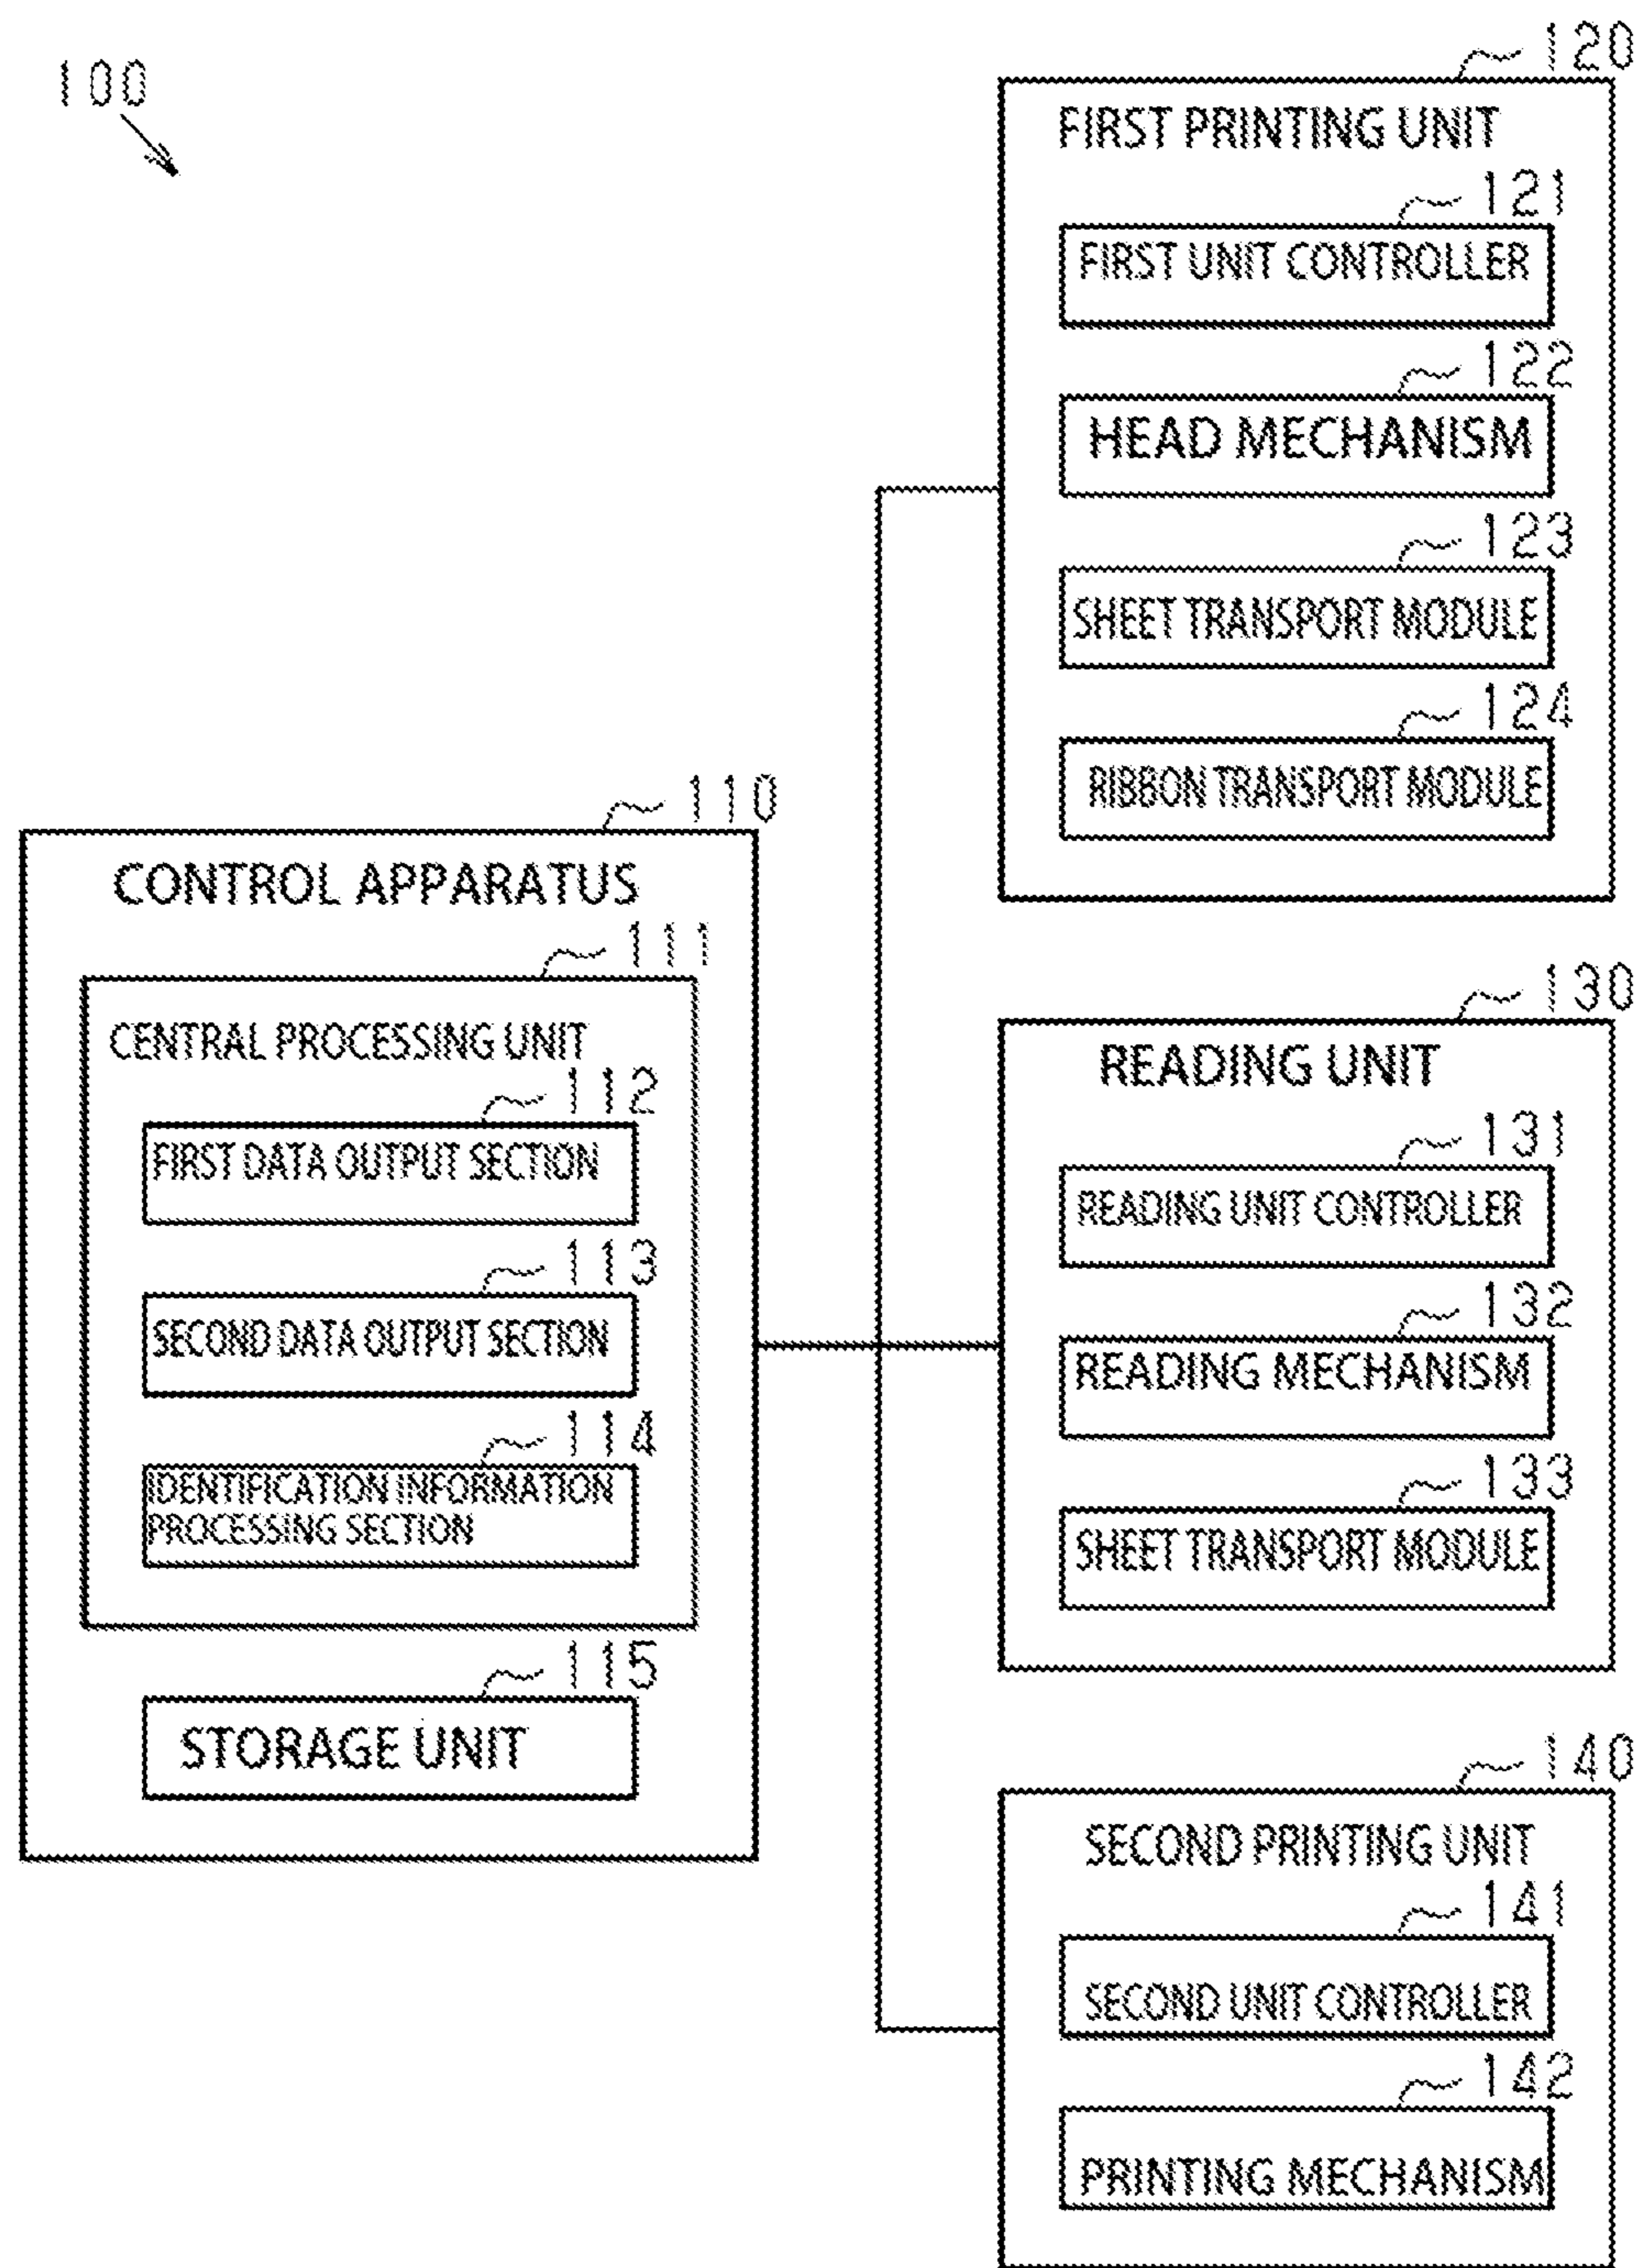 100
110
CONTROL APPARATUS
111
CENTRAL PROCESSING UNIT
112
FIRST DATA OUTPUT SECTION
113
SECOND DATA OUTPUT SECTION
114
IDENTIFICATION INFORMATION
PROCESSING SECTION
115
STORAGE UNIT
120
FIRST PRINTING UNIT
121
FIRST UNIT CONTROLLER
122
HEAD MECHANISM
123
SHEET TRANSPORT MODULE
124
RIBBON TRANSPORT MODULE
130
READING UNIT
131
READING UNIT CONTROLLER
132
READING MECHANISM
133
SHEET TRANSPORT MODULE
140
SECOND PRINTING UNIT
141
SECOND UNIT CONTROLLER
142
PRINTING MECHANISM